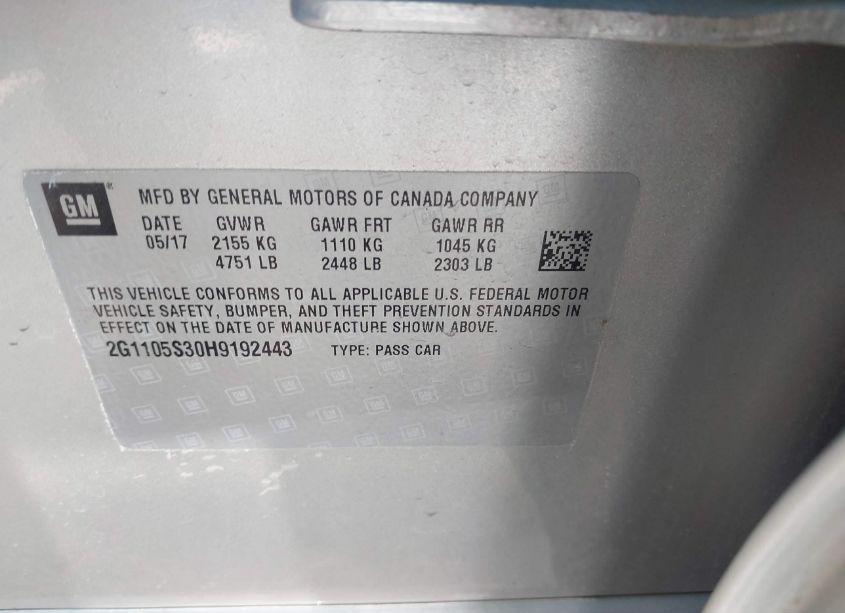 GM
MFD BY GENERAL MOTORS OF CANADA COMPANY
DATE GVWR GAWR FRT GAWR RR
05/17 2155 KG 1110 KG 1045 KG
4751 LB 2448 LB 2303 LB
THIS VEHICLE CONFORMS TO ALL APPLICABLE U.S. FEDERAL MOTOR
VEHICLE SAFETY, BUMPER, AND THEFT PREVENTION STANDARDS IN
EFFECT ON THE DATE OF MANUFACTURE SHOWN ABOVE.
2G1105S30H9192443 TYPE: PASS CAR